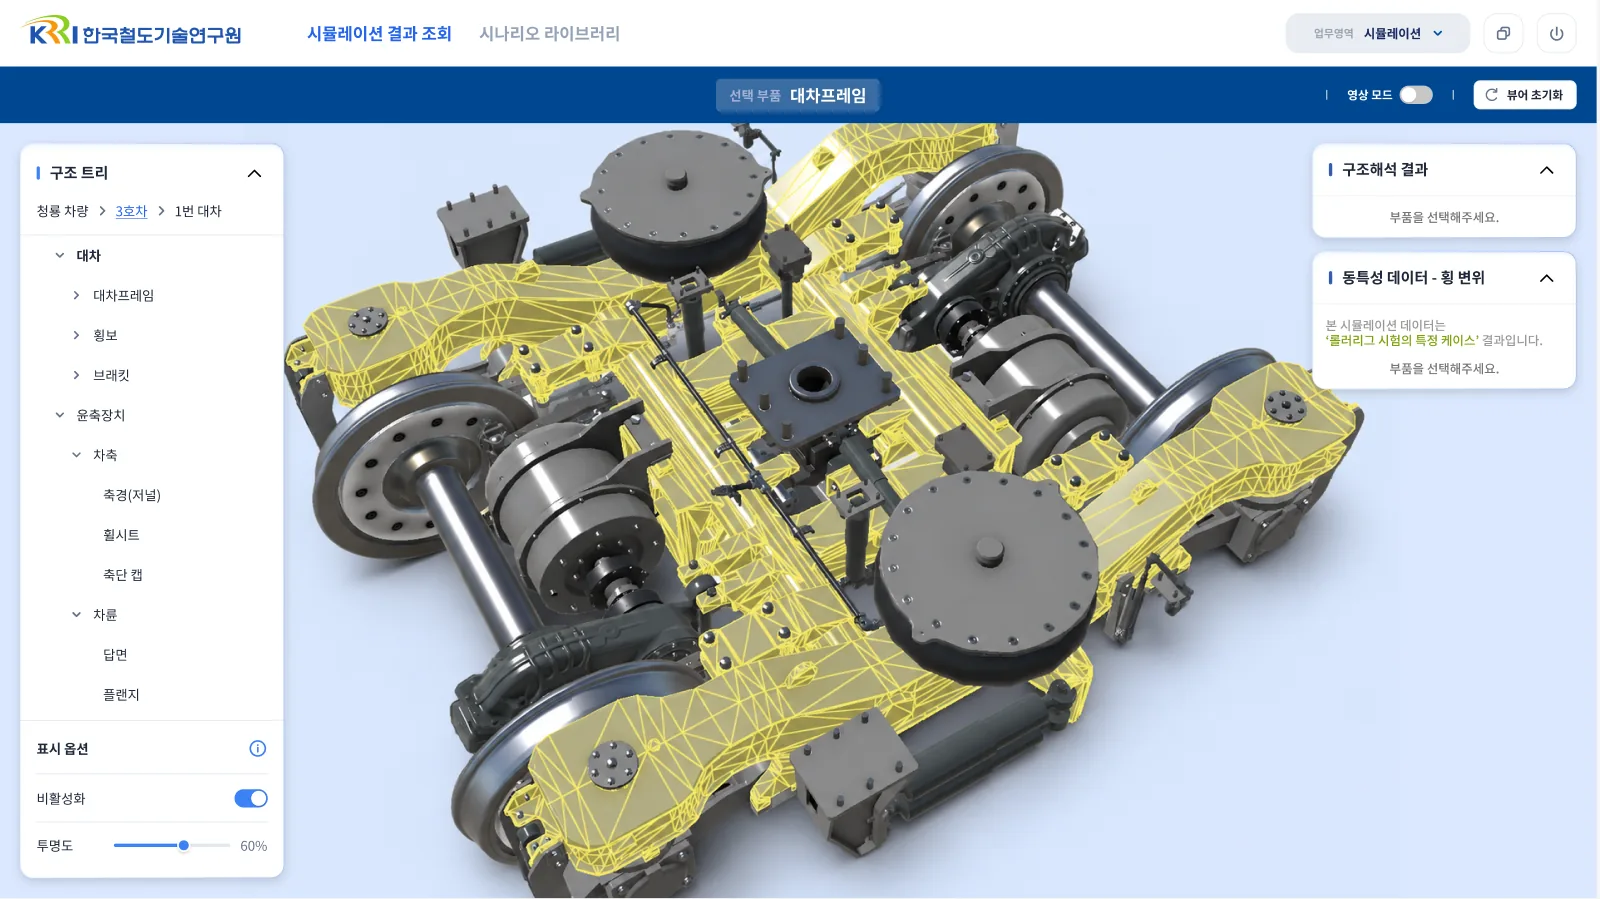 KRRI 한국철도기술연구원
시뮬레이션 결과 조회
시나리오 라이브러리
업무영역 시뮬레이션
선택 부품 대차프레임
영상 모드
뷰어 초기화
구조 트리
청룡 차량 > 3호차 > 1번 대차
대차
대차프레임
횡보
브래킷
윤축장치
차축
축경(저널)
휠시트
축단 캡
차륜
답면
플랜지
표시 옵션
비활성화
투명도 60%
구조해석 결과
부품을 선택해주세요.
동특성 데이터 - 횡 변위
본 시뮬레이션 데이터는
‘롤러리그 시험의 특정 케이스’ 결과입니다.
부품을 선택해주세요.